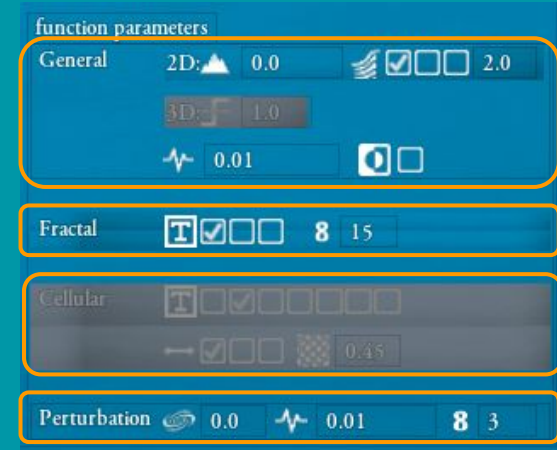 function parameters
General 2D: 0.0 2.0
3D: 1.0
0.01
Fractal T 8 15
Cellular T
0.45
Perturbation 0.0 0.01 8 3